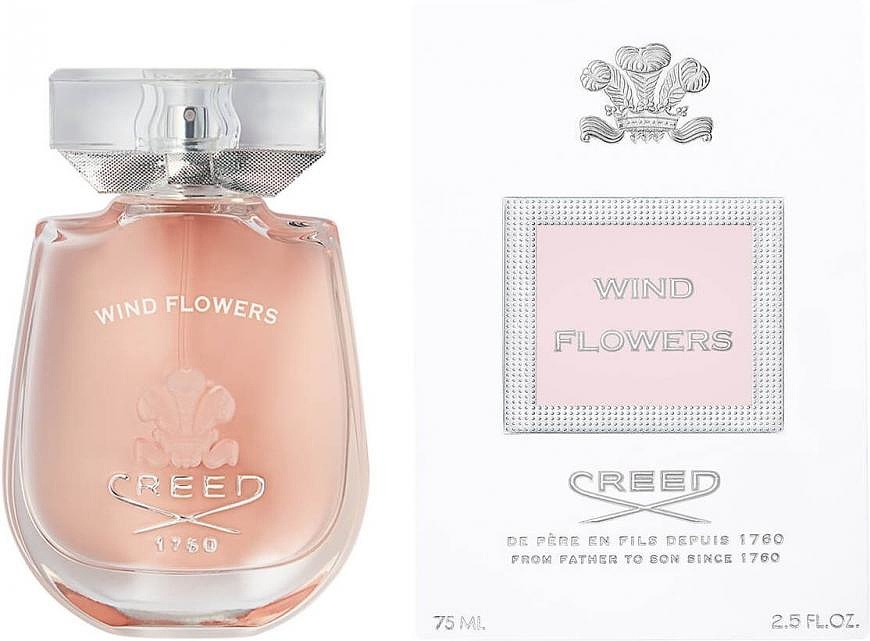 WIND FLOWERS
CREED
1760
WIND
FLOWERS
CREED
DE PÈRE EN FILS DEPUIS 1760
FROM FATHER TO SON SINCE 1760
75 ML
2.5 FL.OZ.